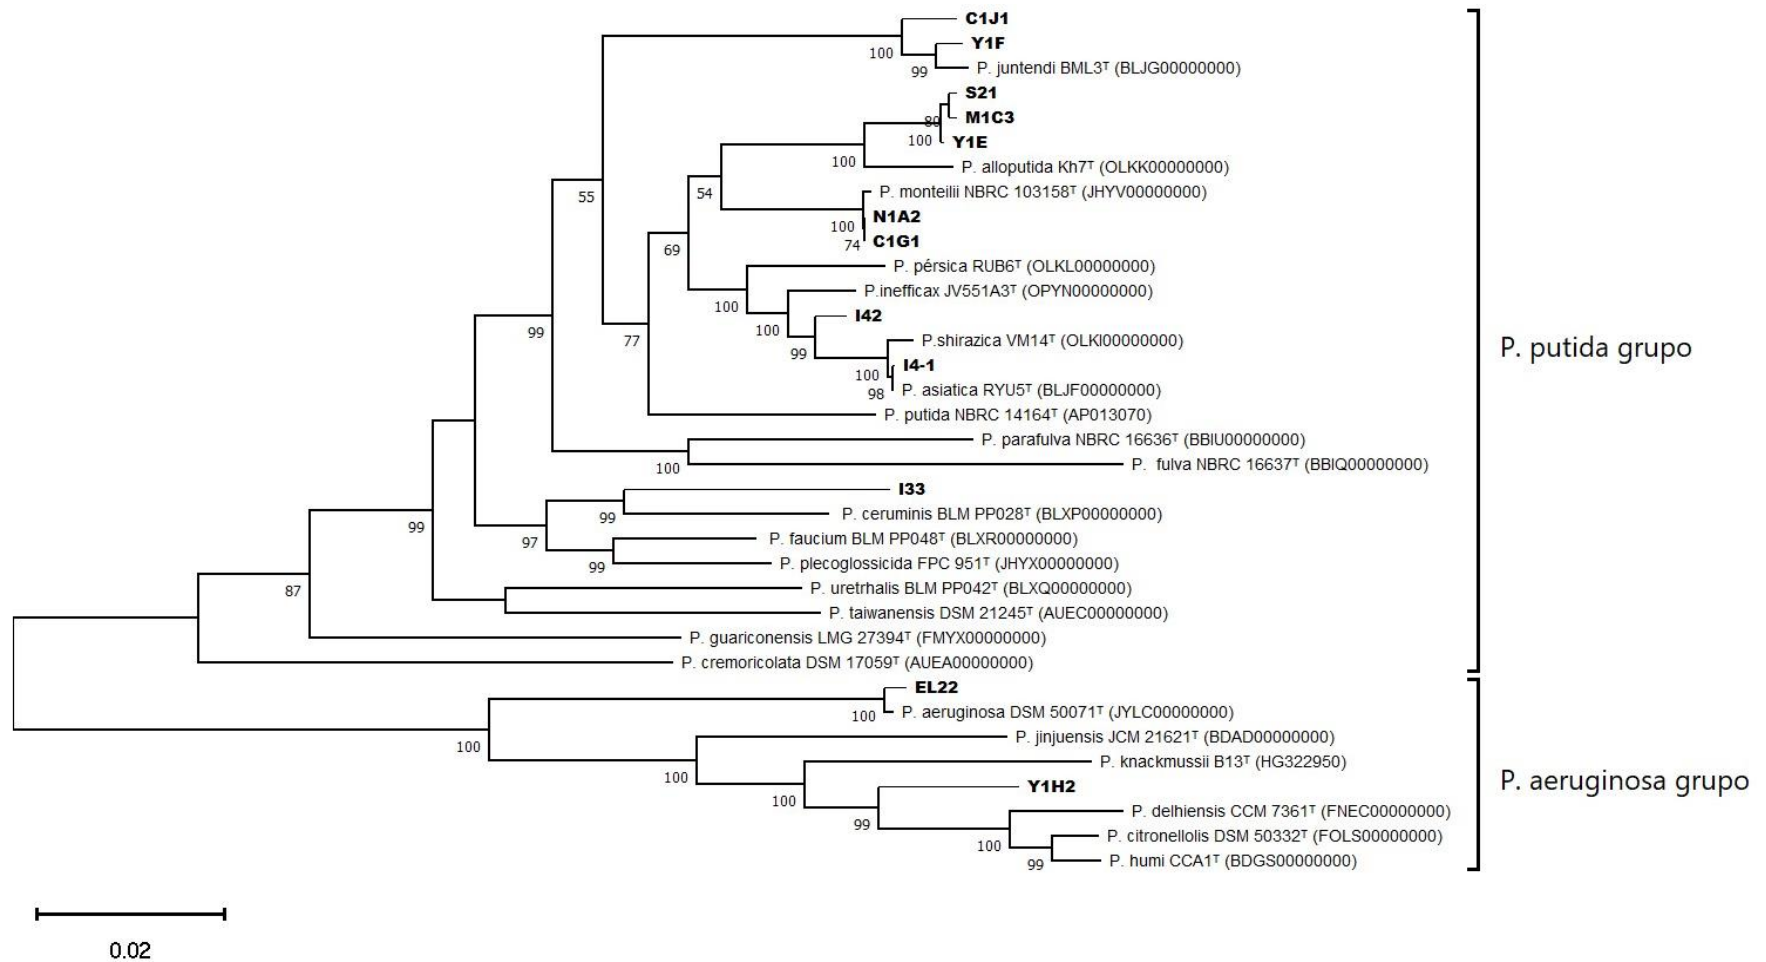 C1J1
100
Y1F
99
P. juntendi BML3ᵀ (BLJG00000000)
S21
80
M1C3
100
Y1E
100
P. alloputida Kh7ᵀ (OLKK00000000)
55
54
P. monteilii NBRC 103158ᵀ (JHYV00000000)
100
N1A2
74
C1G1
69
P. pérsica RUB6ᵀ (OLKL00000000)
100
P.inefficax JV551A3ᵀ (OPYN00000000)
100
I42
99
77
99
P.shirazica VM14ᵀ (OLKI00000000)
P. putida grupo
100
I4-1
98
P. asiatica RYU5ᵀ (BLJF00000000)
P. putida NBRC 14164ᵀ (AP013070)
P. parafulva NBRC 16636ᵀ (BBIU00000000)
100
P. fulva NBRC 16637ᵀ (BBIQ00000000)
I33
99
99
P. ceruminis BLM PP028ᵀ (BLXP00000000)
97
P. faucium BLM PP048ᵀ (BLXR00000000)
99
P. plecoglossicida FPC 951ᵀ (JHYX00000000)
87
P. uretrhalis BLM PP042ᵀ (BLXQ00000000)
P. taiwanensis DSM 21245ᵀ (AUEC00000000)
P. guariconensis LMG 27394ᵀ (FMYX00000000)
P. cremoricolata DSM 17059ᵀ (AUEA00000000)
EL22
100
P. aeruginosa DSM 50071ᵀ (JYLC00000000)
100
P. jinjuensis JCM 21621ᵀ (BDAD00000000)
100
P. knackmussii B13ᵀ (HG322950)
P. aeruginosa grupo
100
Y1H2
99
P. delhiensis CCM 7361ᵀ (FNEC00000000)
100
P. citronellolis DSM 50332ᵀ (FOLS00000000)
99
P. humi CCA1ᵀ (BDGS00000000)
0.02